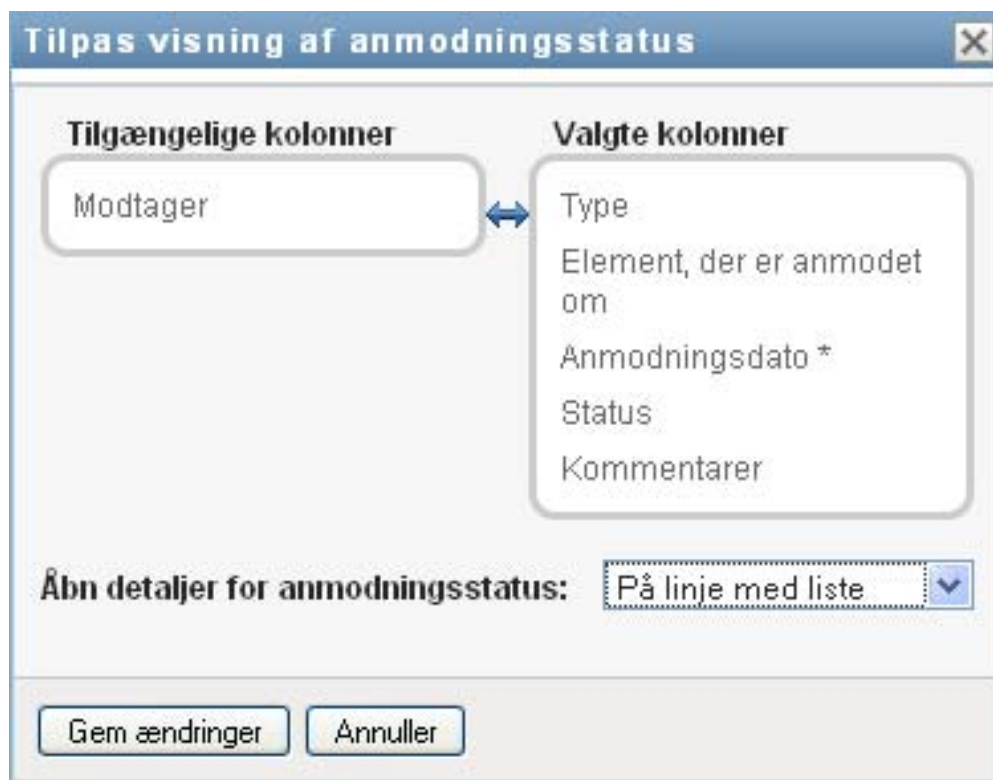 Tilpas visning af anmodningsstatus
Tilgængelige kolonner
Modtager
Valgte kolonner
Type
Element, der er anmodet
om
Anmodningsdato *
Status
Kommentarer
Åbn detaljer for anmodningsstatus:
På linje med liste
Gem ændringer
Annuller